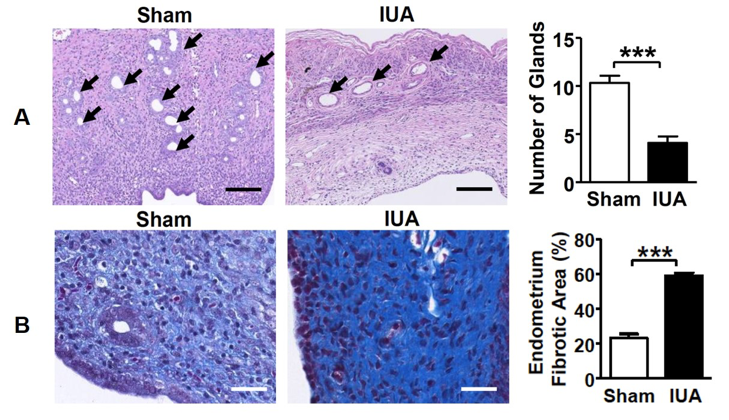 Sham
IUA
A
Number of Glands
15
10
5
0
***
Sham IUA
Sham
IUA
B
Endometrium
Fibrotic Area (%)
80
60
40
20
0
***
Sham IUA